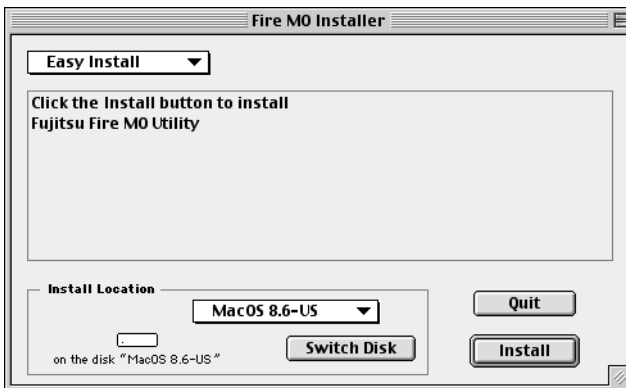 Fire MO Installer
Easy Install
Click the Install button to install
Fujitsu Fire MO Utility
Install Location
MacOS 8.6-US
on the disk "MacOS 8.6-US"
Switch Disk
Quit
Install